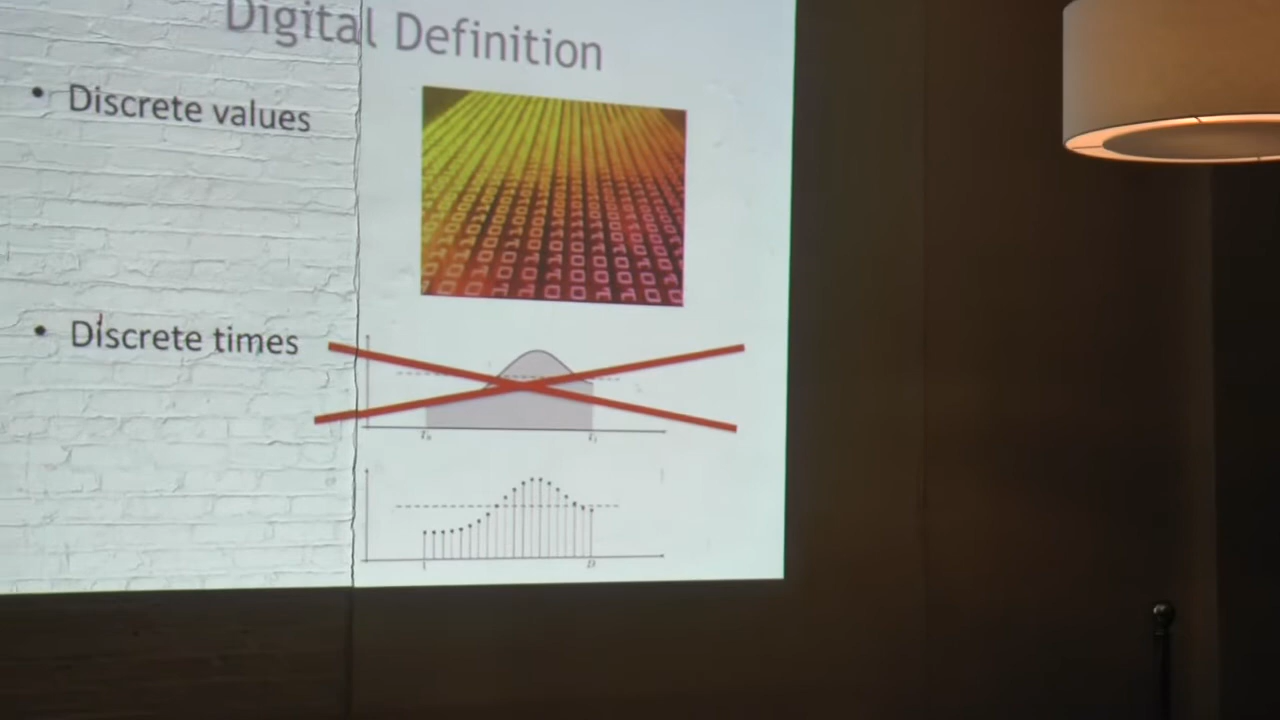 Digital Definition
• Discrete values
• Discrete times